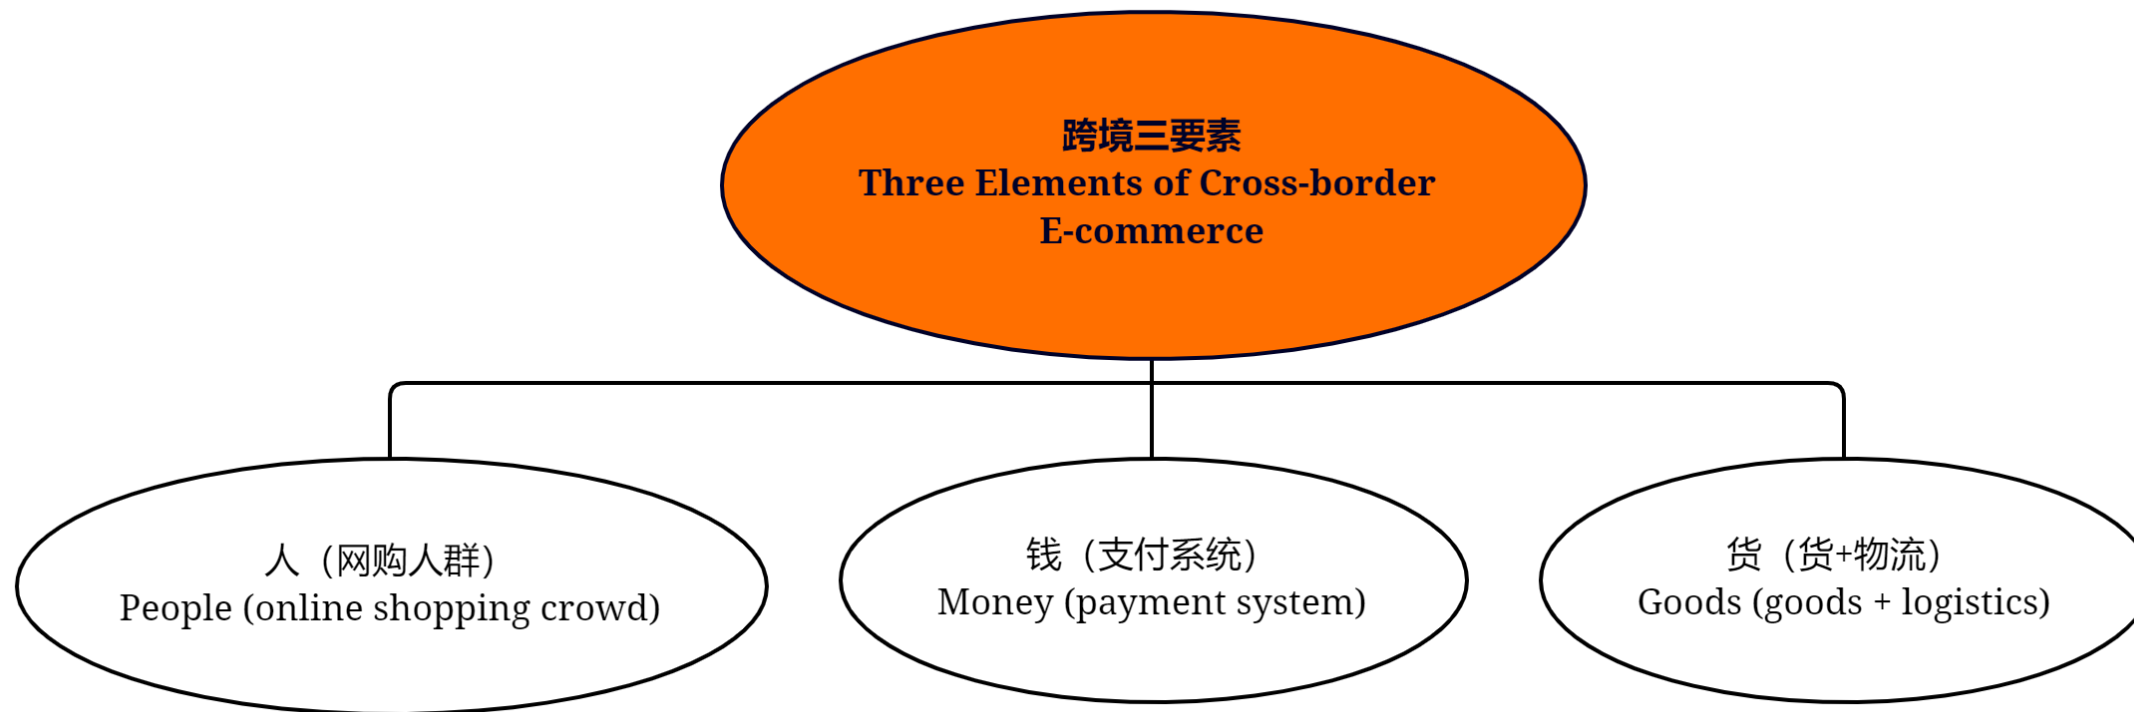 跨境三要素
Three Elements of Cross-border
E-commerce
人（网购人群）
People (online shopping crowd)
钱（支付系统）
Money (payment system)
货（货+物流）
Goods (goods + logistics)